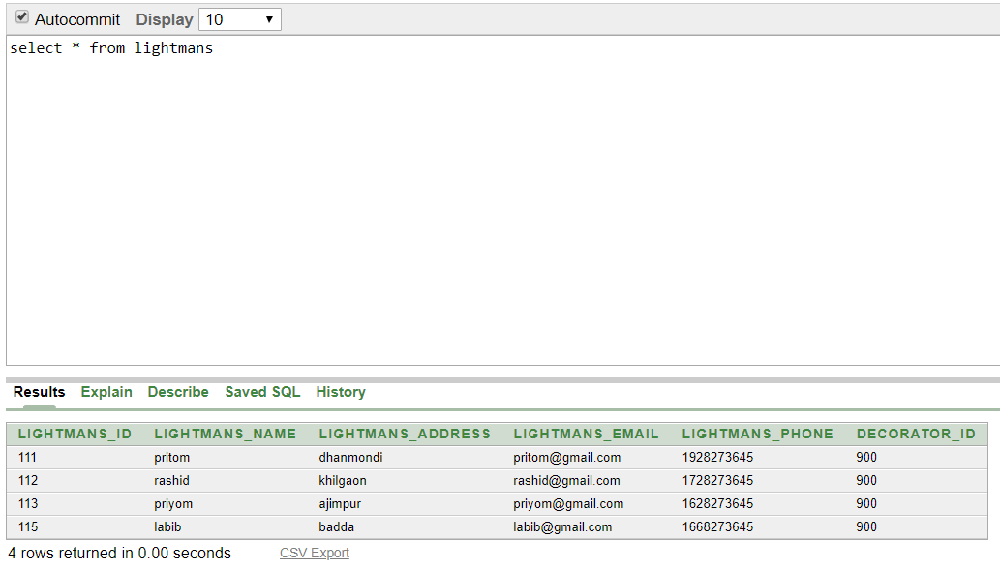 Autocommit Display 10
select * from lightmans
Results Explain Describe Saved SQL History
LIGHTMANS_ID LIGHTMANS_NAME LIGHTMANS_ADDRESS LIGHTMANS_EMAIL LIGHTMANS_PHONE DECORATOR_ID
111 pritom dhanmondi pritom@gmail.com 1928273645 900
112 rashid khilgaon rashid@gmail.com 1728273645 900
113 priyom ajimpur priyom@gmail.com 1628273645 900
115 labib badda labib@gmail.com 1668273645 900
4 rows returned in 0.00 seconds CSV Export